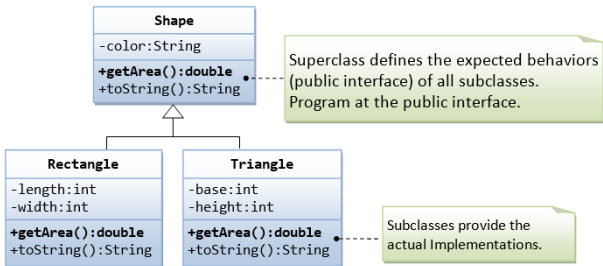 Shape
-color:String
+getArea():double
+toString():String
Superclass defines the expected behaviors
(public interface) of all subclasses.
Program at the public interface.
Rectangle
-length:int
-width:int
+getArea():double
+toString():String
Triangle
-base:int
-height:int
+getArea():double
+toString():String
Subclasses provide the
actual Implementations.